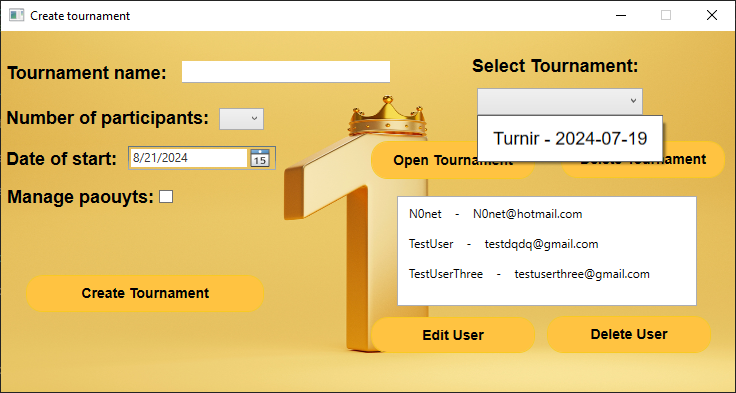 Create tournament
Tournament name:
Number of participants:
Date of start: 8/21/2024
15
Manage paouyts:
Create Tournament
Select Tournament:
Turnir - 2024-07-19
Open Tournament
Delete Tournament
N0net - N0net@hotmail.com
TestUser - testdqdq@gmail.com
TestUserThree - testuserthree@gmail.com
Edit User
Delete User